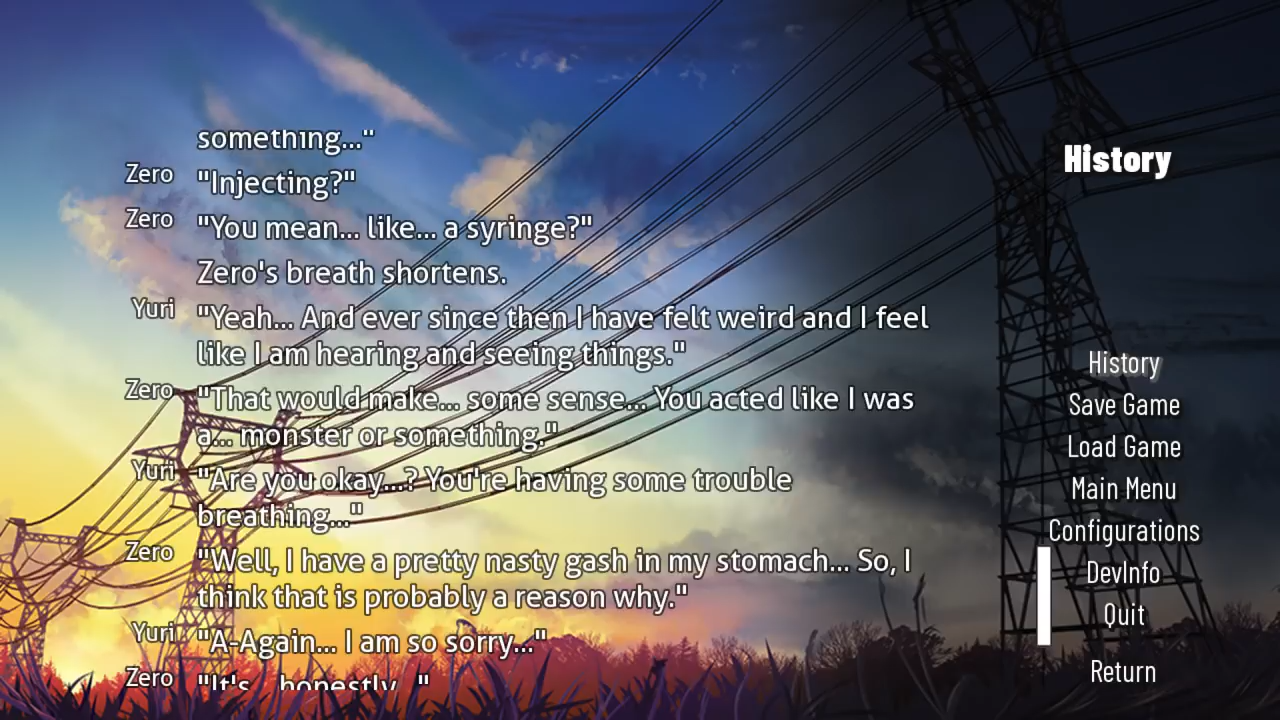 something..."
Zero "Injecting?"
Zero "You mean... like... a syringe?"
Zero's breath shortens.
Yuri "Yeah... And ever since then I have felt weird and I feel
like I am hearing and seeing things."
Zero "That would make... some sense... You acted like I was
a... monster or something."
Yuri "Are you okay...? You're having some trouble
breathing..."
Zero "Well, I have a pretty nasty gash in my stomach... So, I
think that is probably a reason why."
Yuri "A-Again... I am so sorry..."
Zero "It's... honestly..."
History
History
Save Game
Load Game
Main Menu
Configurations
DevInfo
Quit
Return